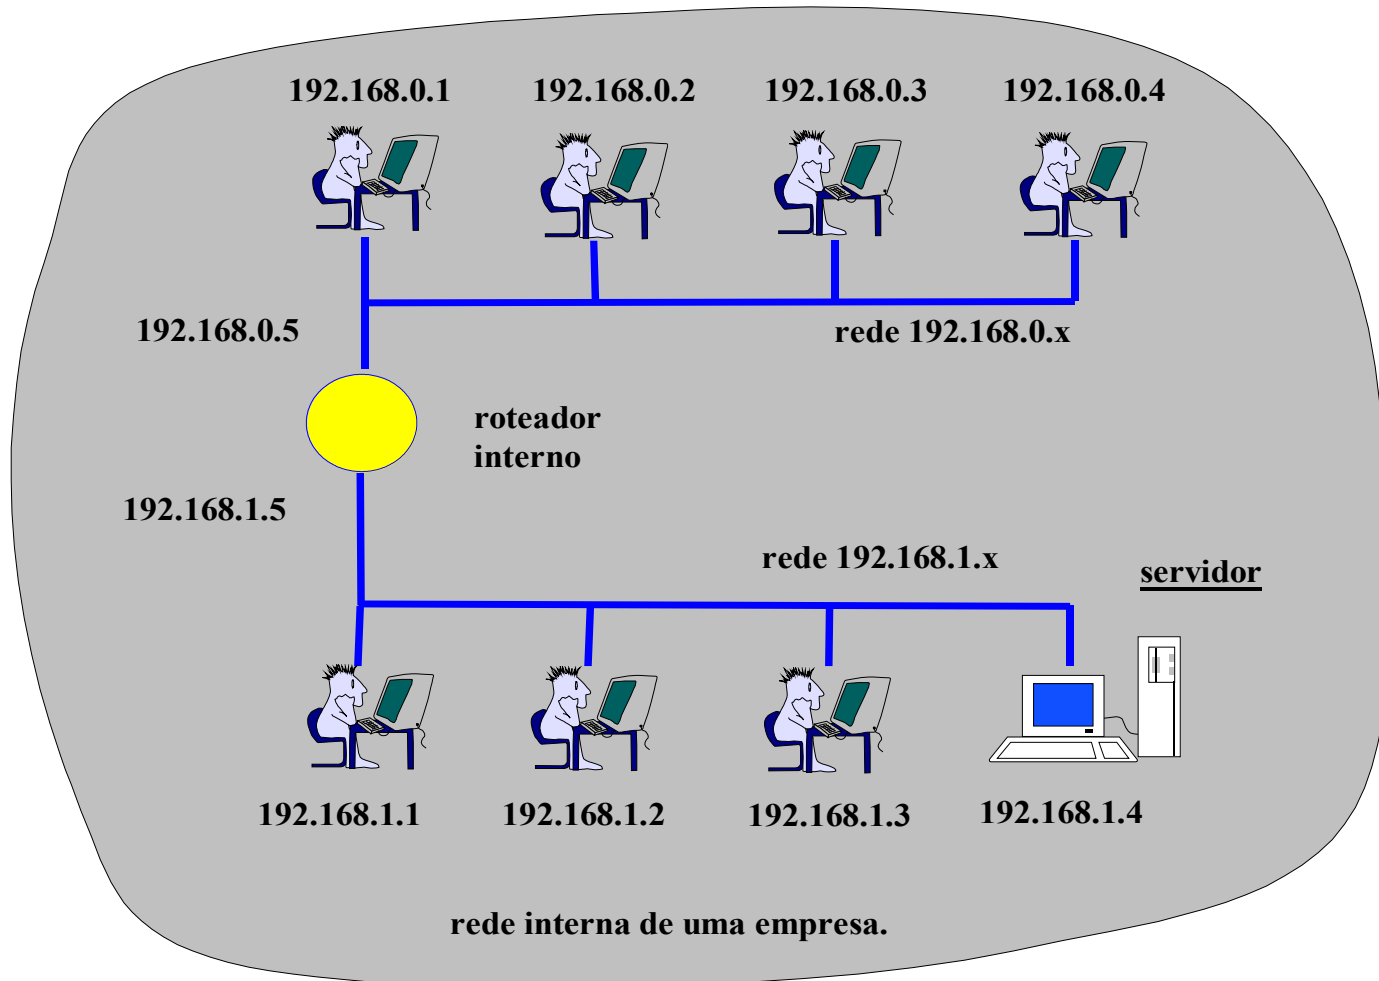 192.168.0.1 192.168.0.2 192.168.0.3 192.168.0.4
192.168.0.5
rede 192.168.0.x
roteador
interno
192.168.1.5
rede 192.168.1.x
servidor
192.168.1.1 192.168.1.2 192.168.1.3 192.168.1.4
rede interna de uma empresa.